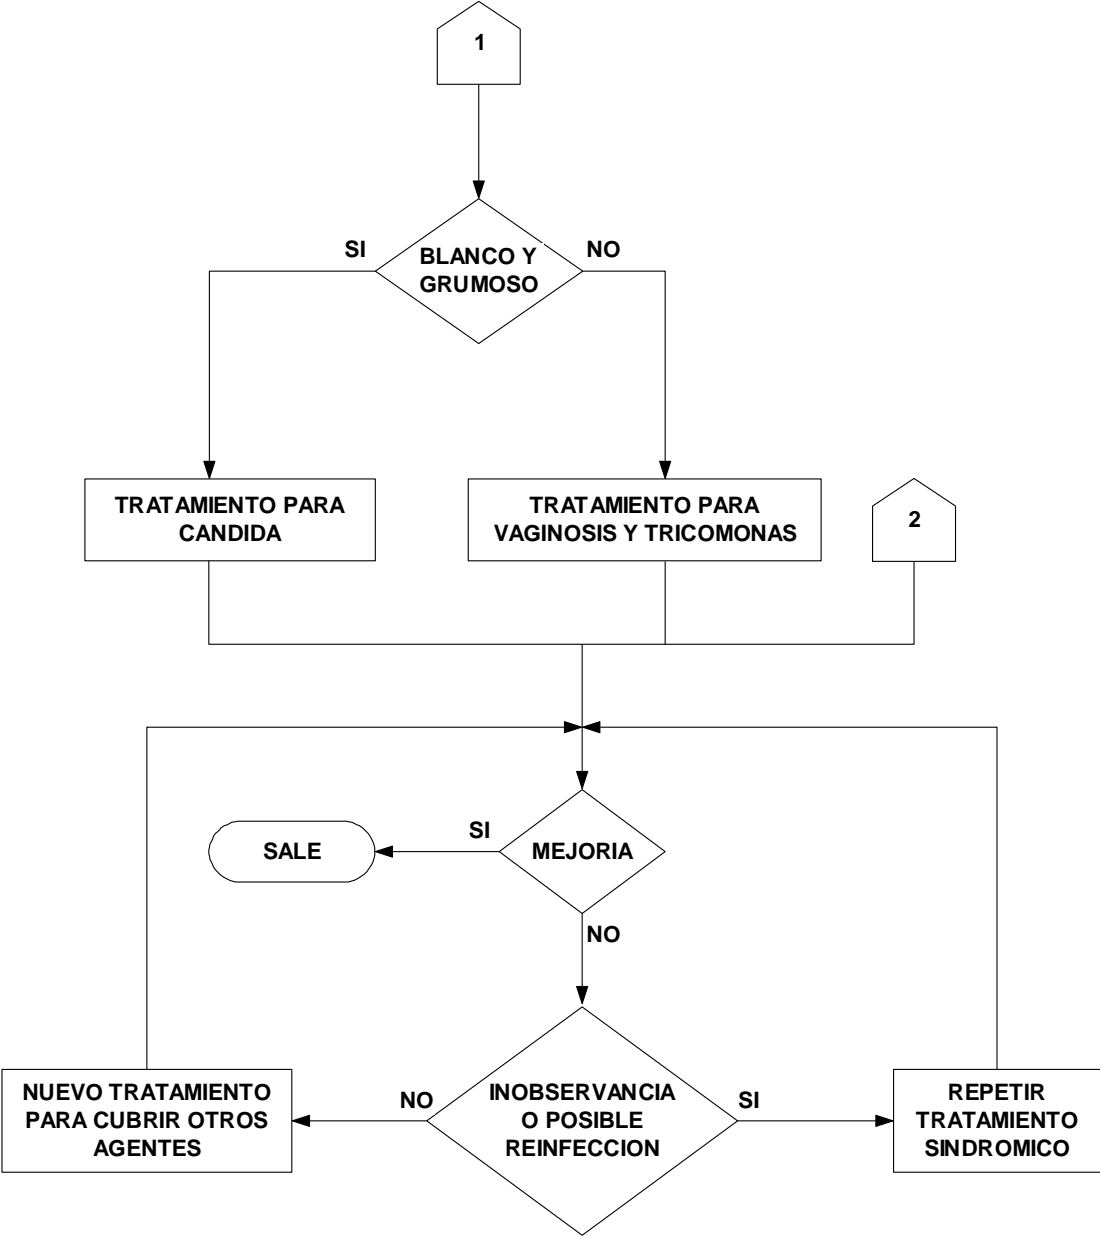 1
SI
BLANCO Y
GRUMOSO
NO
TRATAMIENTO PARA
CANDIDA
TRATAMIENTO PARA
VAGINOSIS Y TRICOMONAS
2
SALE
SI
MEJORIA
NO
NUEVO TRATAMIENTO
PARA CUBRIR OTROS
AGENTES
NO
INOBSERVANCIA
O POSIBLE
REINFECCION
SI
REPETIR
TRATAMIENTO
SINDROMICO